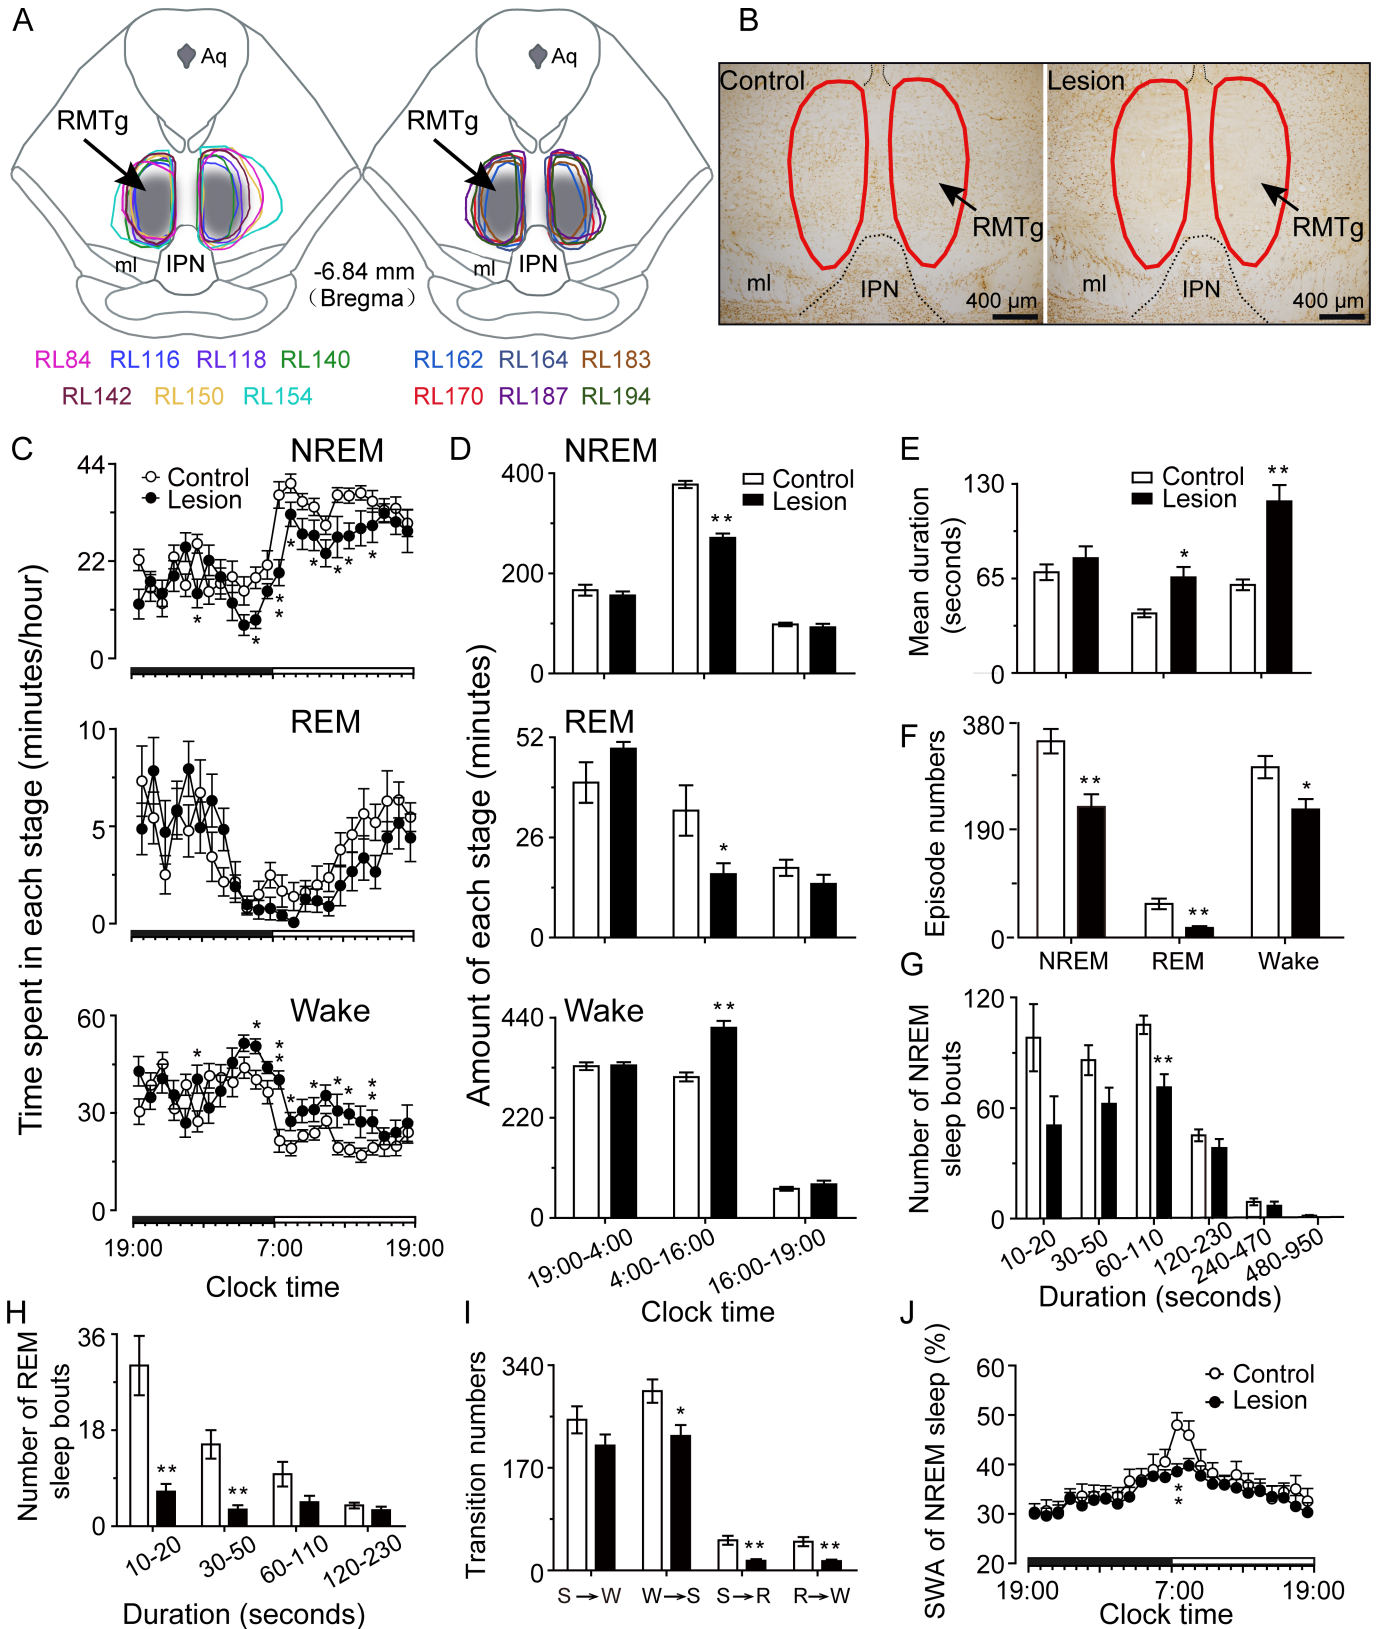 A
B
Aq
Aq
RMTg
RMTg
ml
IPN
ml
IPN
-6.84 mm
（Bregma）
RL84 RL116 RL118 RL140
RL142 RL150 RL154
RL162 RL164 RL183
RL170 RL187 RL194
Control
RMTg
ml
IPN
400 µm
Lesion
RMTg
ml
IPN
400 µm
C
Time spent in each stage (minutes/hour)
NREM
Control
Lesion
44
22
0
*
*
*
*
*
*
*
*
*
REM
10
5
0
Wake
60
30
0
*
*
*
*
*
*
*
*
*
*
19:00
7:00
19:00
Clock time
D
Amount of each stage (minutes)
NREM
Control
Lesion
400
200
0
**
REM
52
26
0
*
Wake
440
220
0
**
19:00-4:00
4:00-16:00
16:00-19:00
Clock time
E
Mean duration
(seconds)
Control
Lesion
130
65
0
*
**
F
Episode numbers
380
190
0
**
**
*
NREM
REM
Wake
G
Number of NREM
sleep bouts
120
60
0
**
10-20
30-50
60-110
120-230
240-470
480-950
Duration (seconds)
H
Number of REM
sleep bouts
36
18
0
**
**
10-20
30-50
60-110
120-230
Duration (seconds)
I
Transition numbers
340
170
0
*
**
**
S→W
W→S
S→R
R→W
J
SWA of NREM sleep (%)
Control
Lesion
60
50
40
30
20
*
*
19:00
7:00
19:00
Clock time